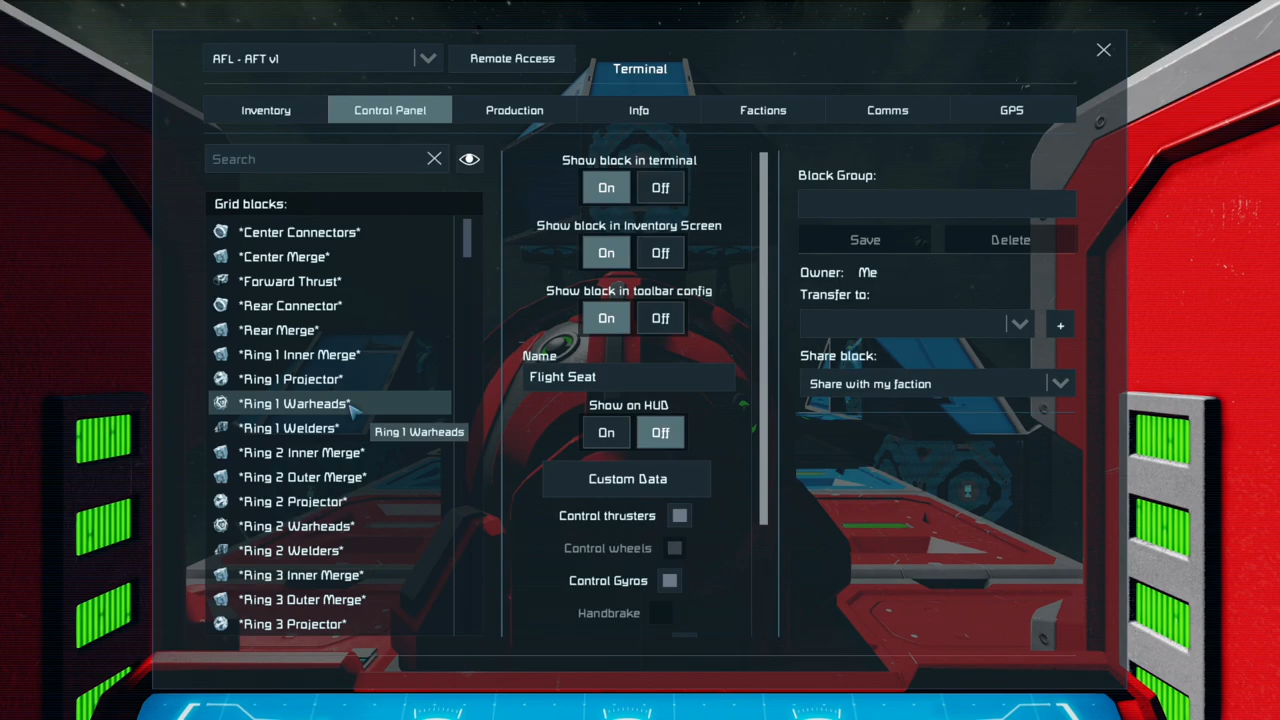 AFL - AFT v1
Remote Access
Terminal
Inventory
Control Panel
Production
Info
Factions
Comms
GPS
Search
Grid blocks:
*Center Connectors*
*Center Merge*
*Forward Thrust*
*Rear Connector*
*Rear Merge*
*Ring 1 Inner Merge*
*Ring 1 Projector*
*Ring 1 Warheads*
*Ring 1 Welders*
Ring 1 Warheads
*Ring 2 Inner Merge*
*Ring 2 Outer Merge*
*Ring 2 Projector*
*Ring 2 Warheads*
*Ring 2 Welders*
*Ring 3 Inner Merge*
*Ring 3 Outer Merge*
*Ring 3 Projector*
Show block in terminal
On Off
Show block in Inventory Screen
On Off
Show block in toolbar config
On Off
Name
Flight Seat
Show on HUD
On Off
Custom Data
Control thrusters
Control wheels
Control Gyros
Handbrake
Block Group:
Save
Delete
Owner: Me
Transfer to:
+
Share block:
Share with my faction